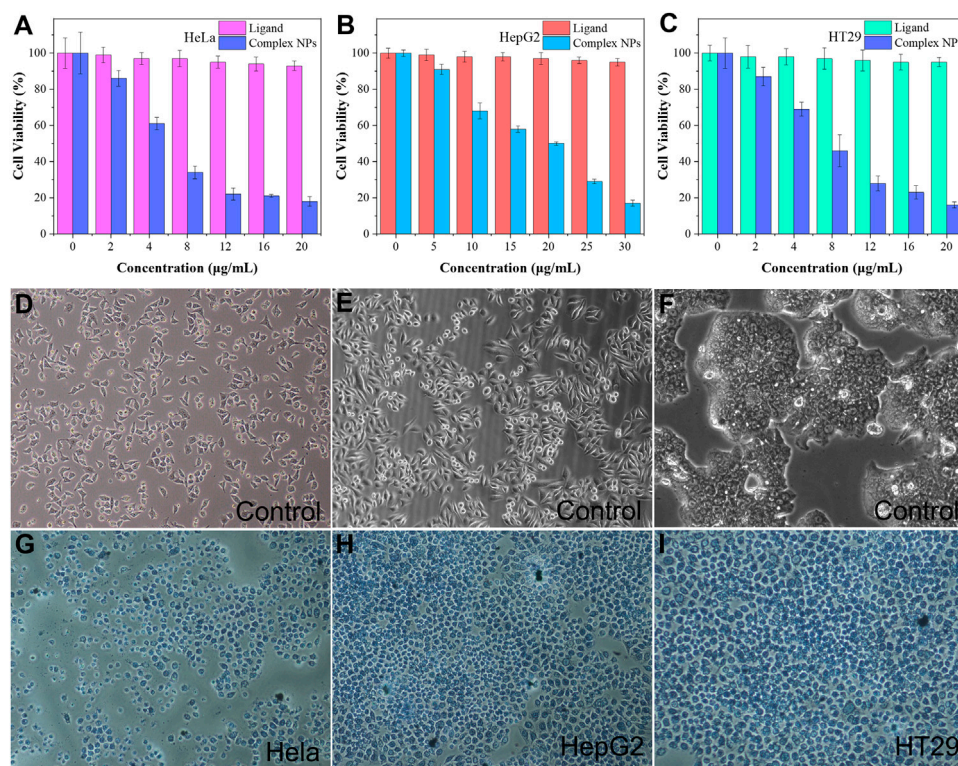 A
HeLa
Ligand
Complex NPs
Cell Viability (%)
100
80
60
40
20
0
0 2 4 8 12 16 20
Concentration (µg/mL)
B
HepG2
Ligand
Complex NPs
Cell Viability (%)
100
80
60
40
20
0
0 5 10 15 20 25 30
Concentration (µg/mL)
C
HT29
Ligand
Complex NPs
Cell Viability (%)
100
80
60
40
20
0
0 2 4 8 12 16 20
Concentration (µg/mL)
D
Control
E
Control
F
Control
G
Hela
H
HepG2
I
HT29